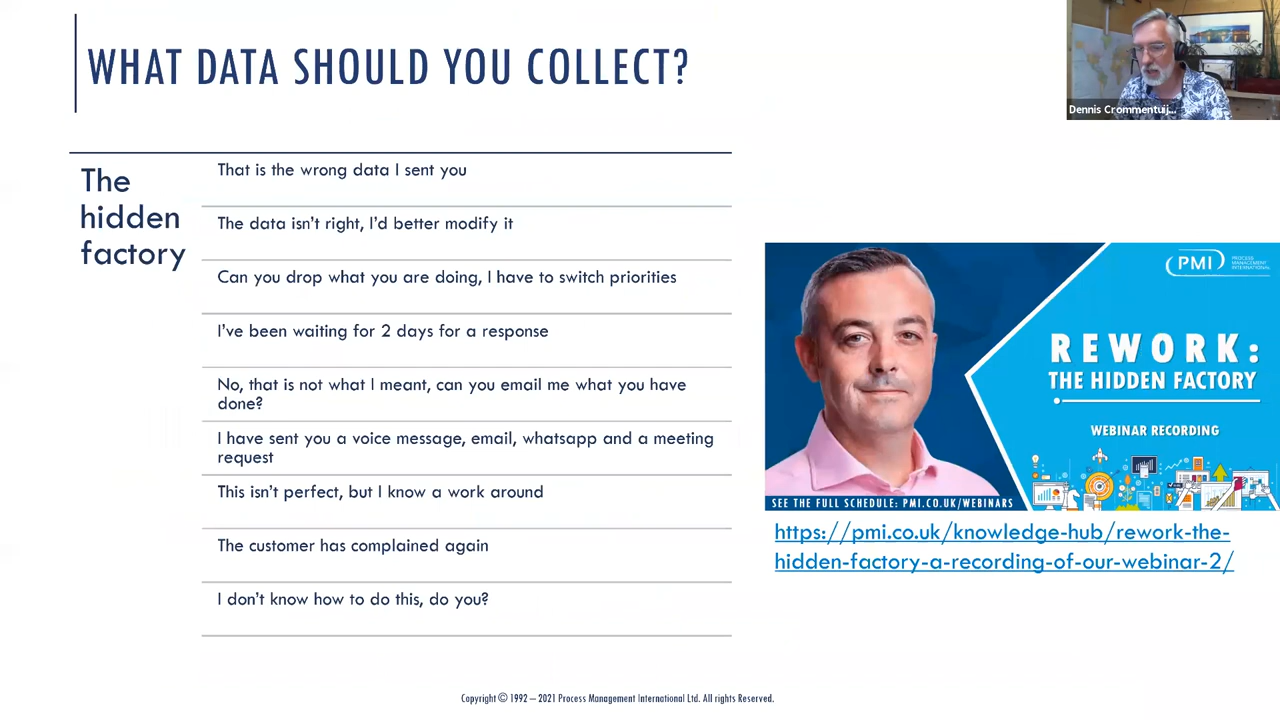 WHAT DATA SHOULD YOU COLLECT?
Dennis Crommentuij...
The
hidden
factory
That is the wrong data I sent you
The data isn't right, I'd better modify it
Can you drop what you are doing, I have to switch priorities
I've been waiting for 2 days for a response
No, that is not what I meant, can you email me what you have
done?
I have sent you a voice message, email, whatsapp and a meeting
request
This isn't perfect, but I know a work around
The customer has complained again
I don't know how to do this, do you?
PMI
PROCESS
MANAGEMENT
INTERNATIONAL
REWORK:
THE HIDDEN FACTORY
WEBINAR RECORDING
SEE THE FULL SCHEDULE: PMI.CO.UK/WEBINARS
https://pmi.co.uk/knowledge-hub/rework-the-
hidden-factory-a-recording-of-our-webinar-2/
Copyright © 1992 – 2021 Process Management International Ltd. All rights Reserved.